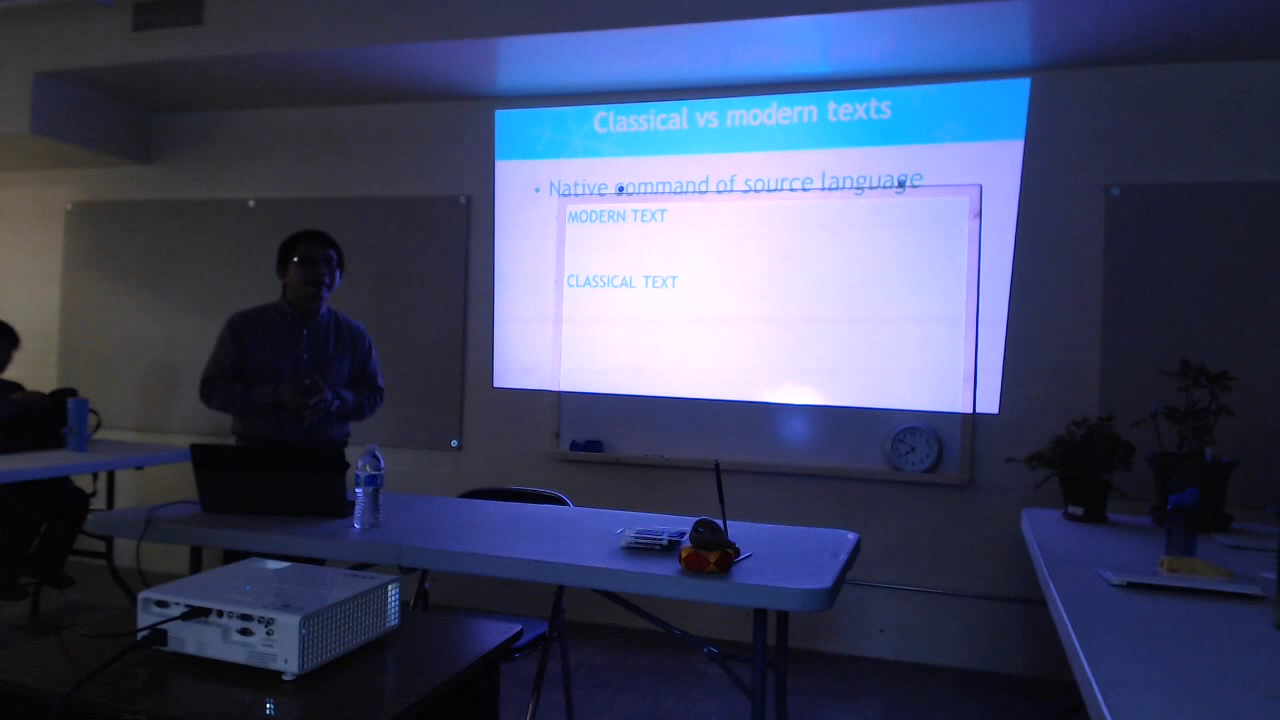 Classical vs modern texts
• Native command of source language
MODERN TEXT
CLASSICAL TEXT